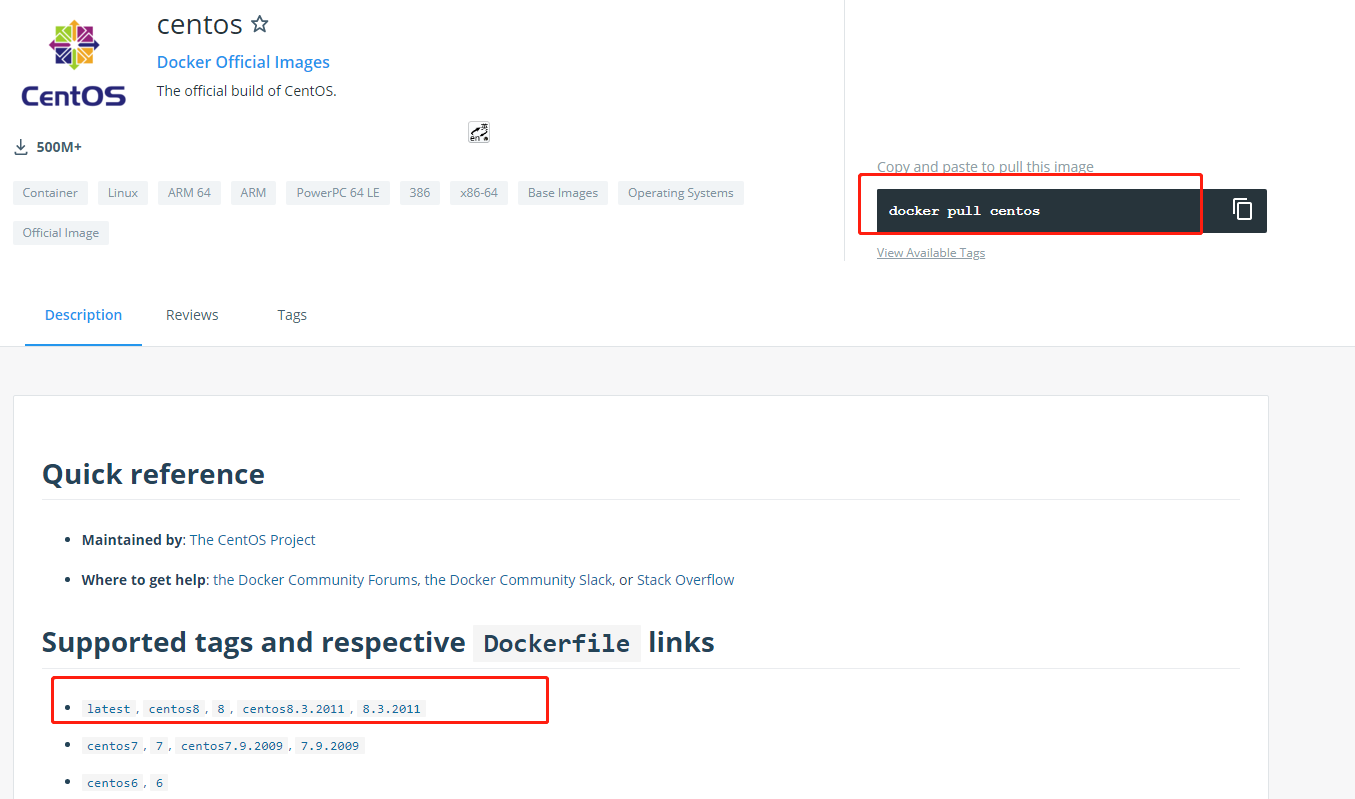 centos
Docker Official Images
CentOS
The official build of CentOS.
英
en
500M+
Container Linux ARM 64 ARM PowerPC 64 LE 386 x86-64 Base Images Operating Systems
Official Image
Copy and paste to pull this image
docker pull centos
View Available Tags
Description Reviews Tags
Quick reference
• Maintained by: The CentOS Project
• Where to get help: the Docker Community Forums, the Docker Community Slack, or Stack Overflow
Supported tags and respective Dockerfile links
• latest, centos8, 8, centos8.3.2011, 8.3.2011
• centos7, 7, centos7.9.2009, 7.9.2009
• centos6, 6